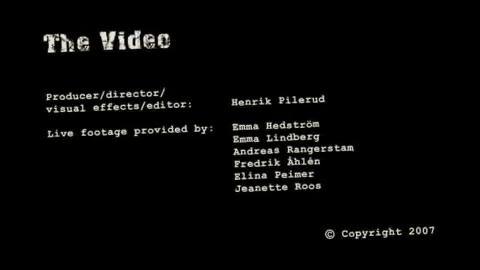 The Video
Producer/director/
visual effects/editor: Henrik Pilerud
Live footage provided by: Emma Hedström
Emma Lindberg
Andreas Rangerstam
Fredrik Åhlén
Elina Peimer
Jeanette Roos
© Copyright 2007